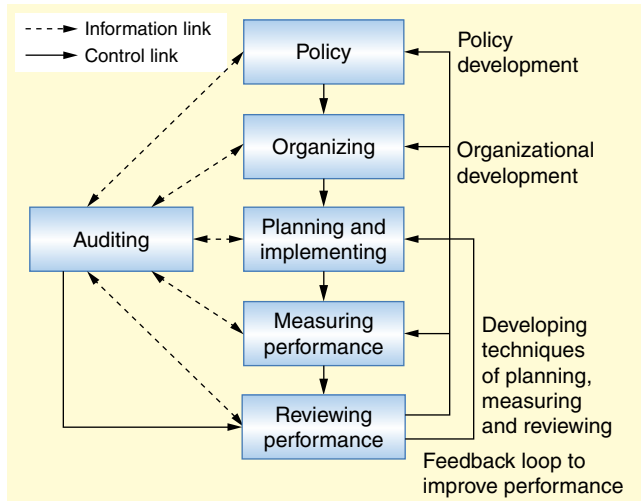 Information link
Control link
Policy
Policy
development
Organizing
Organizational
development
Auditing
Planning and
implementing
Measuring
performance
Developing
techniques
of planning,
measuring
and reviewing
Reviewing
performance
Feedback loop to
improve performance